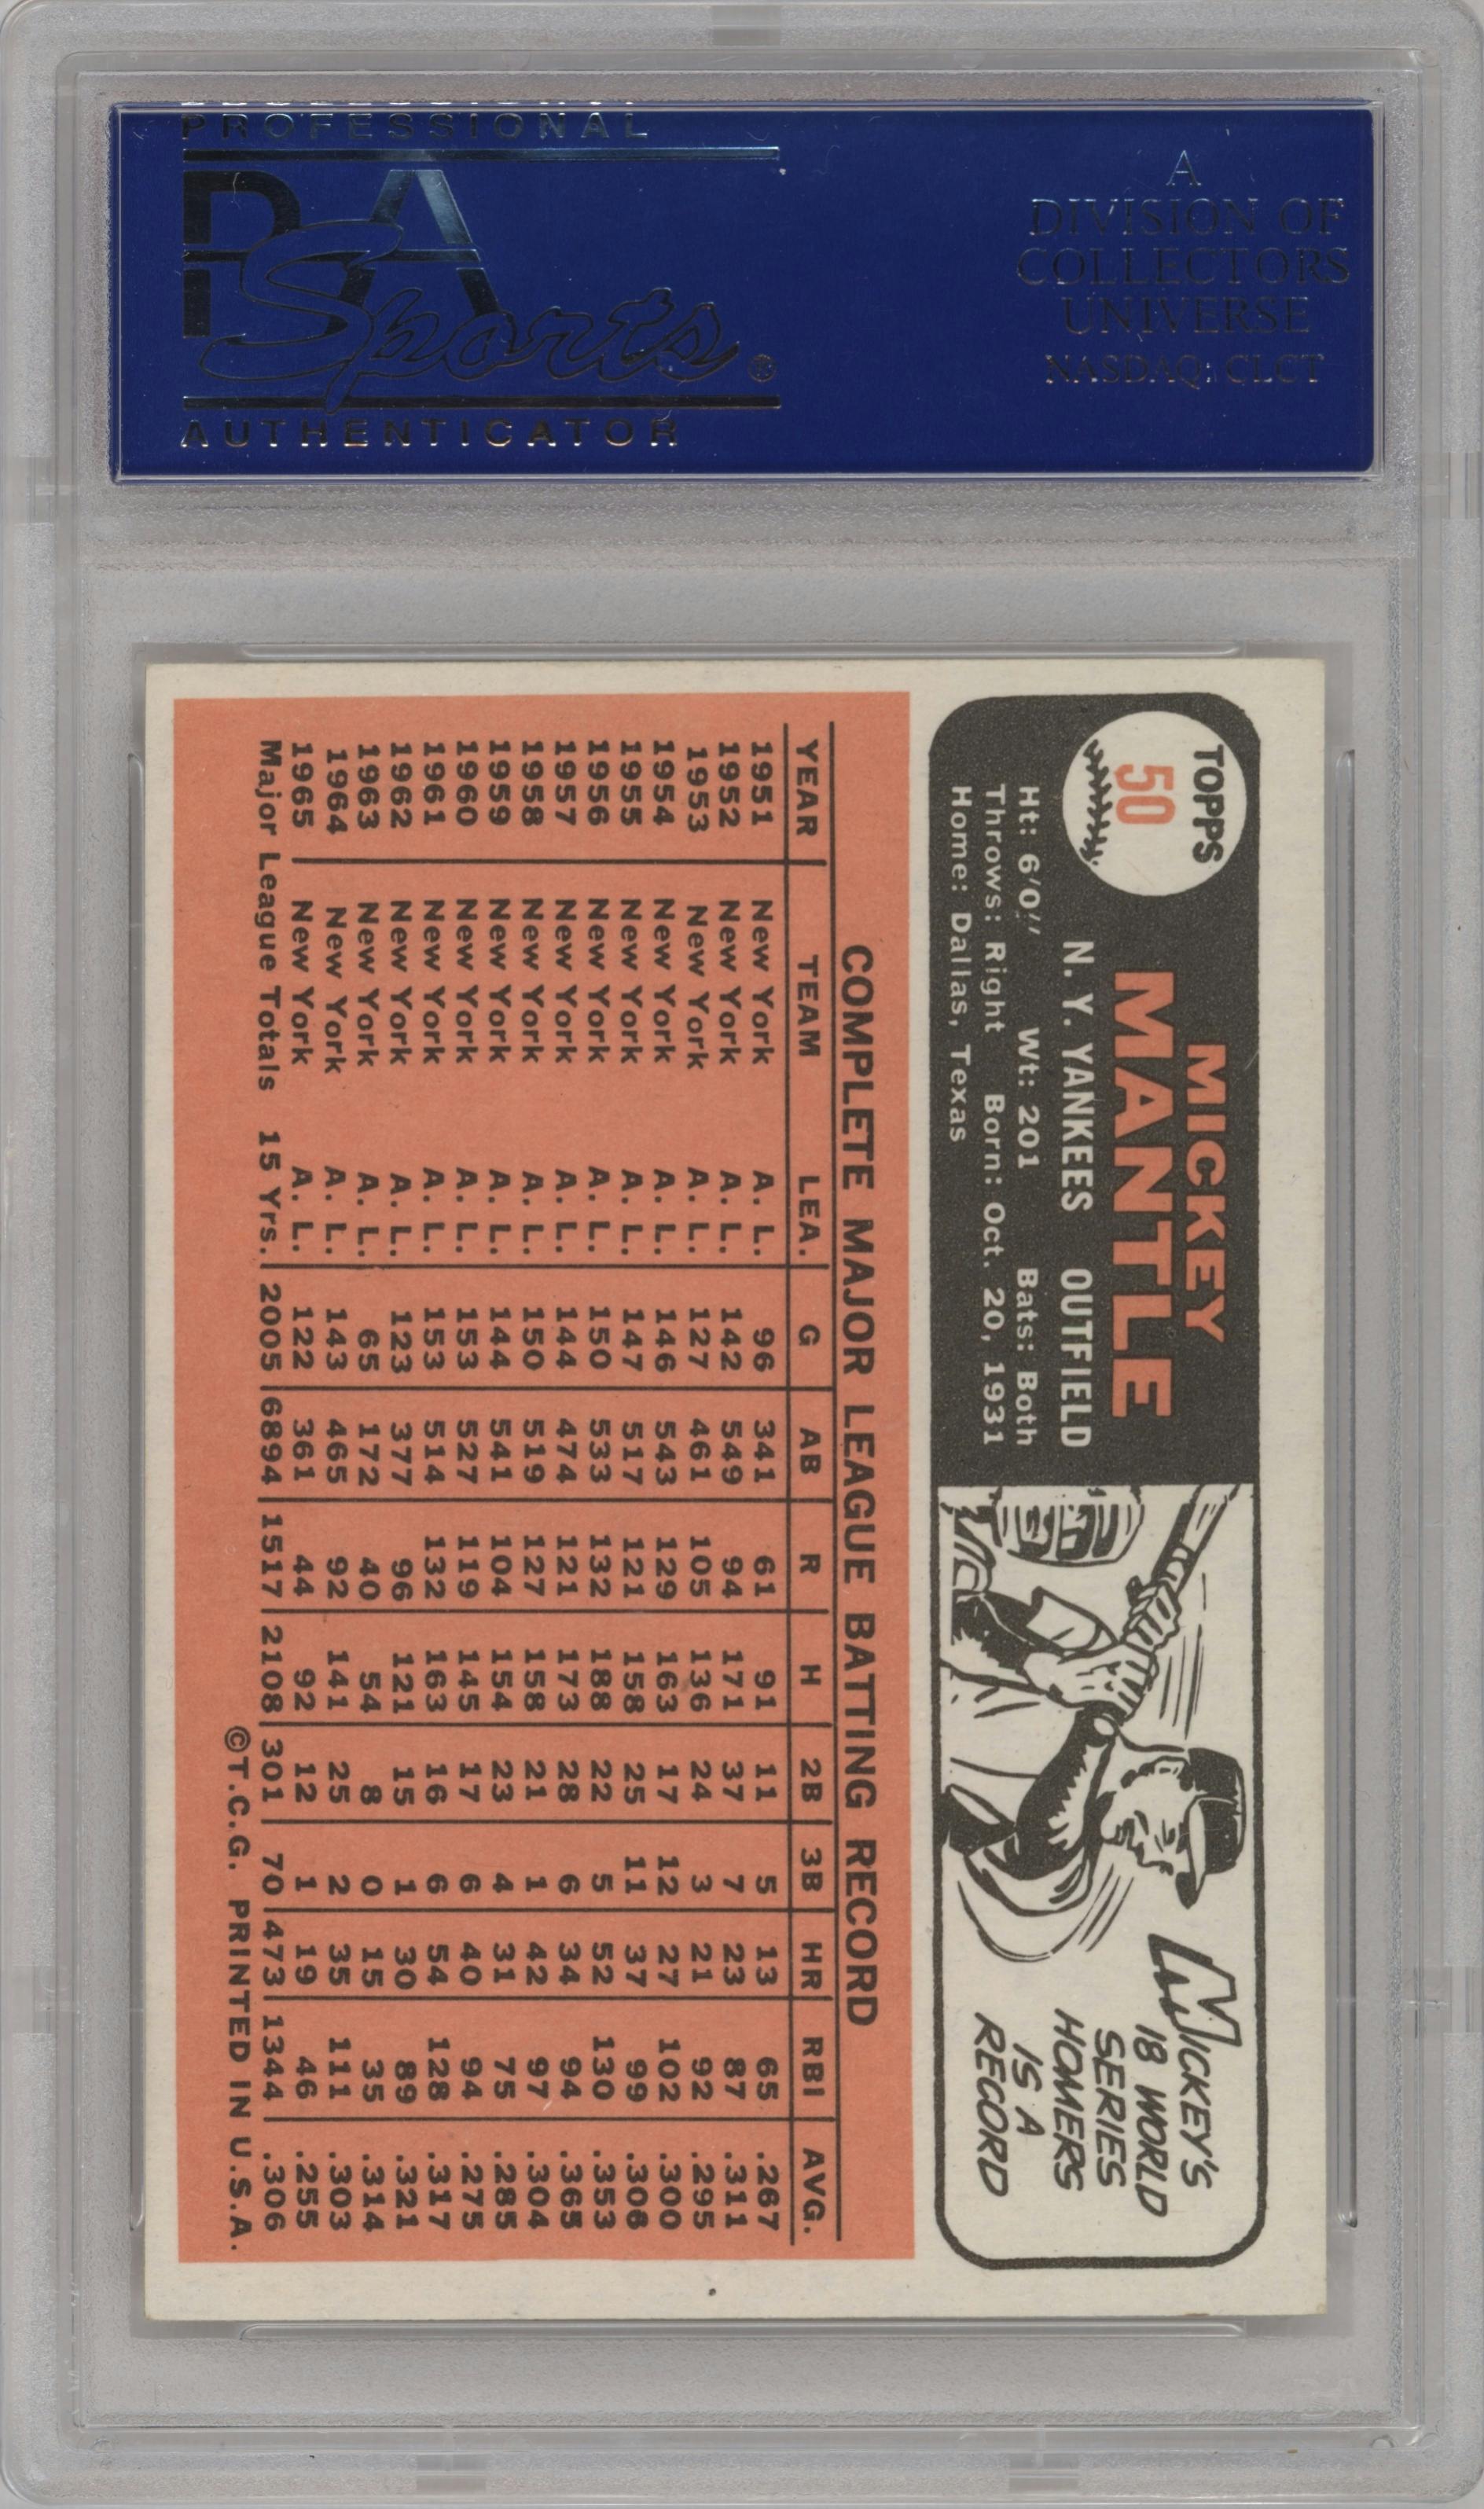 PROFESSIONAL
PSA
Sports®
AUTHENTICATOR
A
DIVISION OF
COLLECTORS
UNIVERSE
NASDAQ: CLCT
TOPPS
50
MICKEY
MANTLE
N. Y. YANKEES OUTFIELD
Ht: 6'0" Wt: 201 Bats: Both
Throws: Right Born: Oct. 20, 1931
Home: Dallas, Texas
MICKEY'S
18 WORLD
SERIES
HOMERS
IS A
RECORD
COMPLETE MAJOR LEAGUE BATTING RECORD
YEAR TEAM LEA. G AB R H 2B 3B HR RBI AVG.
1951 New York A. L. 96 341 61 91 11 5 13 65 .267
1952 New York A. L. 142 549 94 171 37 7 23 87 .311
1953 New York A. L. 127 461 105 136 24 3 21 92 .295
1954 New York A. L. 146 543 129 163 17 12 27 102 .300
1955 New York A. L. 147 517 121 158 25 11 37 99 .306
1956 New York A. L. 150 533 132 188 22 5 52 130 .353
1957 New York A. L. 144 474 121 173 28 6 34 94 .365
1958 New York A. L. 150 519 127 158 21 1 42 97 .304
1959 New York A. L. 144 541 104 154 23 4 31 75 .285
1960 New York A. L. 153 527 119 145 17 6 40 94 .275
1961 New York A. L. 153 514 132 163 16 6 54 128 .317
1962 New York A. L. 123 377 96 121 15 1 30 89 .321
1963 New York A. L. 65 172 40 54 8 0 15 35 .314
1964 New York A. L. 143 465 92 141 25 2 35 111 .303
1965 New York A. L. 122 361 44 92 12 1 19 46 .255
Major League Totals 15 Yrs. 2005 6894 1517 2108 301 70 473 1344 .306
©T.C.G. PRINTED IN U.S.A.